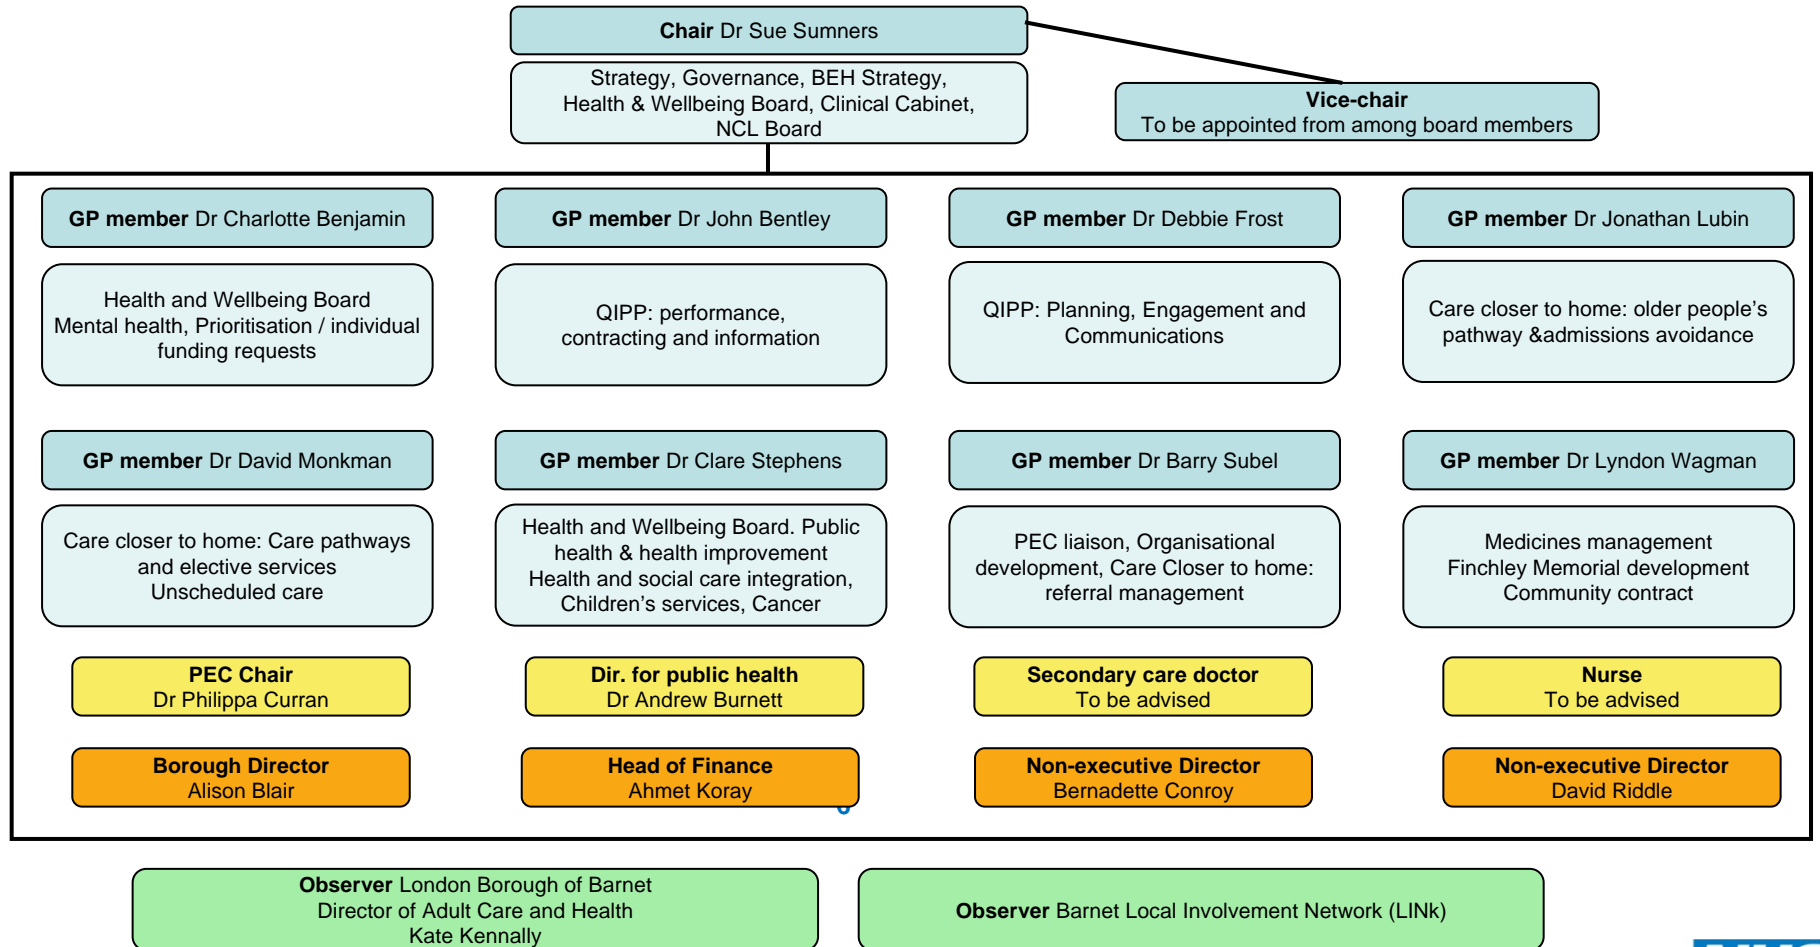 Chair Dr Sue Sumners
Strategy, Governance, BEH Strategy,
Health & Wellbeing Board, Clinical Cabinet,
NCL Board
Vice-chair
To be appointed from among board members
GP member Dr Charlotte Benjamin
Health and Wellbeing Board
Mental health, Prioritisation / individual
funding requests
GP member Dr John Bentley
QIPP: performance,
contracting and information
GP member Dr Debbie Frost
QIPP: Planning, Engagement and
Communications
GP member Dr Jonathan Lubin
Care closer to home: older people’s
pathway &admissions avoidance
GP member Dr David Monkman
Care closer to home: Care pathways
and elective services
Unscheduled care
GP member Dr Clare Stephens
Health and Wellbeing Board. Public
health & health improvement
Health and social care integration,
Children’s services, Cancer
GP member Dr Barry Subel
PEC liaison, Organisational
development, Care Closer to home:
referral management
GP member Dr Lyndon Wagman
Medicines management
Finchley Memorial development
Community contract
PEC Chair
Dr Philippa Curran
Dir. for public health
Dr Andrew Burnett
Secondary care doctor
To be advised
Nurse
To be advised
Borough Director
Alison Blair
Head of Finance
Ahmet Koray
Non-executive Director
Bernadette Conroy
Non-executive Director
David Riddle
Observer London Borough of Barnet
Director of Adult Care and Health
Kate Kennally
Observer Barnet Local Involvement Network (LINk)